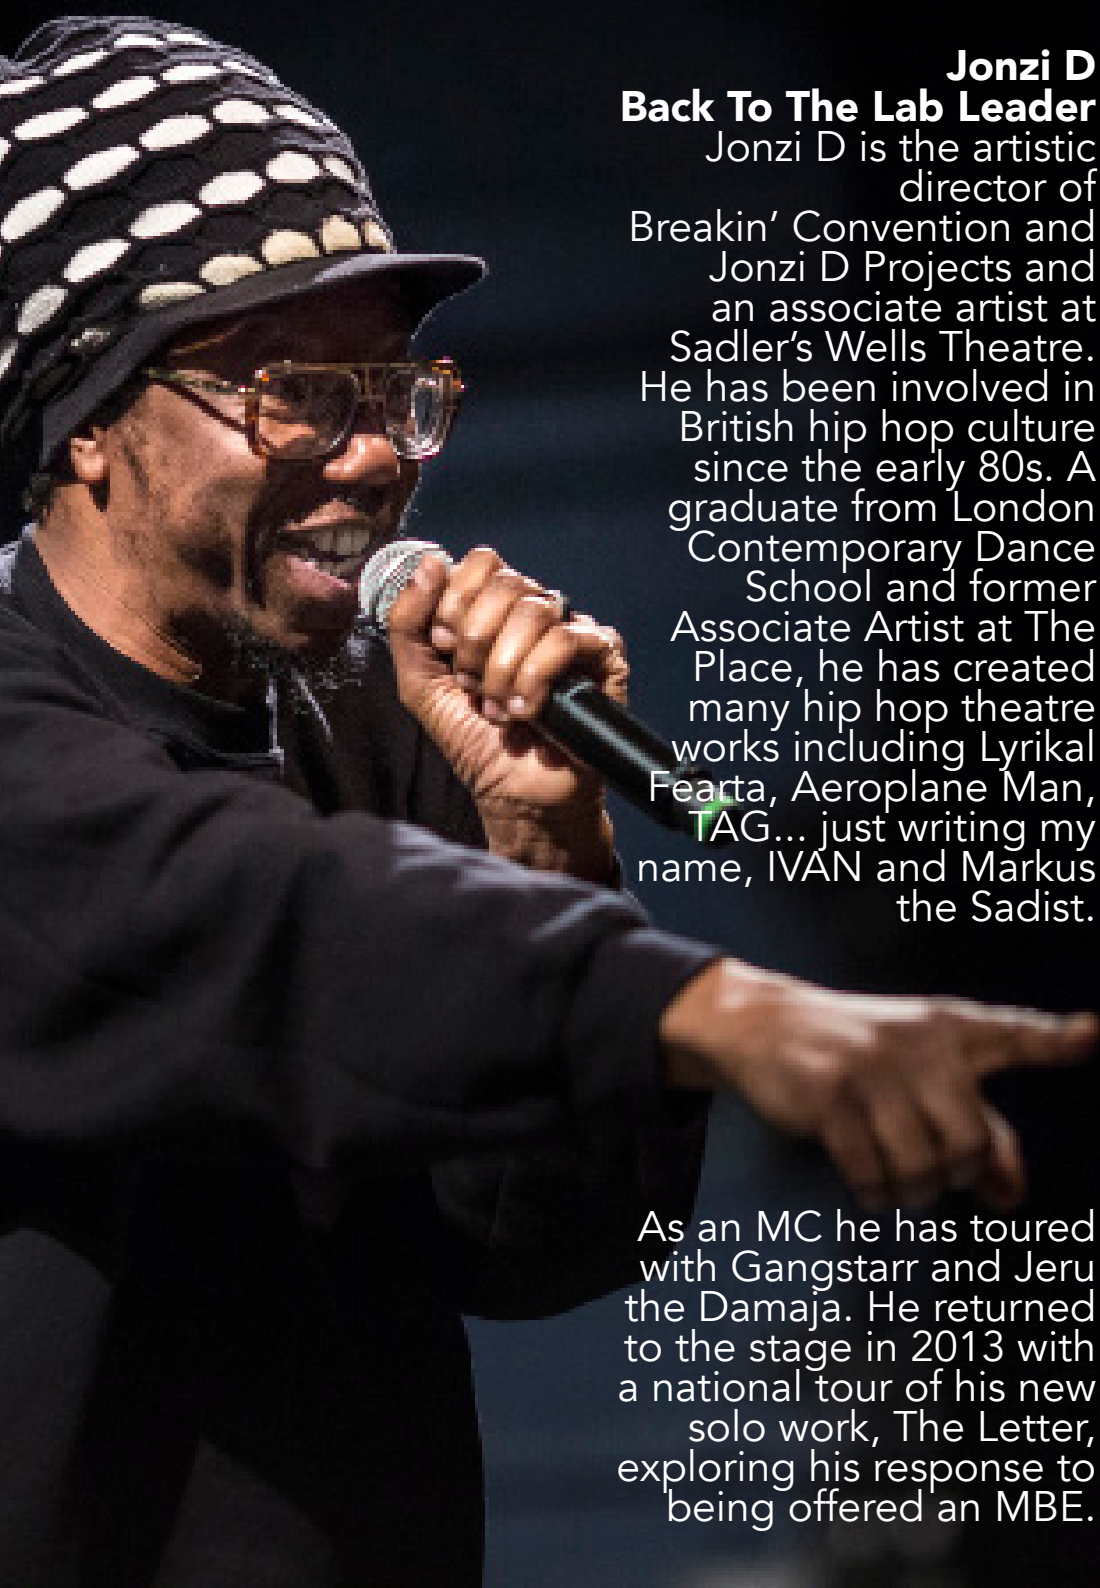 Jonzi D
Back To The Lab Leader
Jonzi D is the artistic
director of
Breakin’ Convention and
Jonzi D Projects and
an associate artist at
Sadler’s Wells Theatre.
He has been involved in
British hip hop culture
since the early 80s. A
graduate from London
Contemporary Dance
School and former
Associate Artist at The
Place, he has created
many hip hop theatre
works including Lyrikal
Fearta, Aeroplane Man,
TAG... just writing my
name, IVAN and Markus
the Sadist.
As an MC he has toured
with Gangstarr and Jeru
the Damaja. He returned
to the stage in 2013 with
a national tour of his new
solo work, The Letter,
exploring his response to
being offered an MBE.